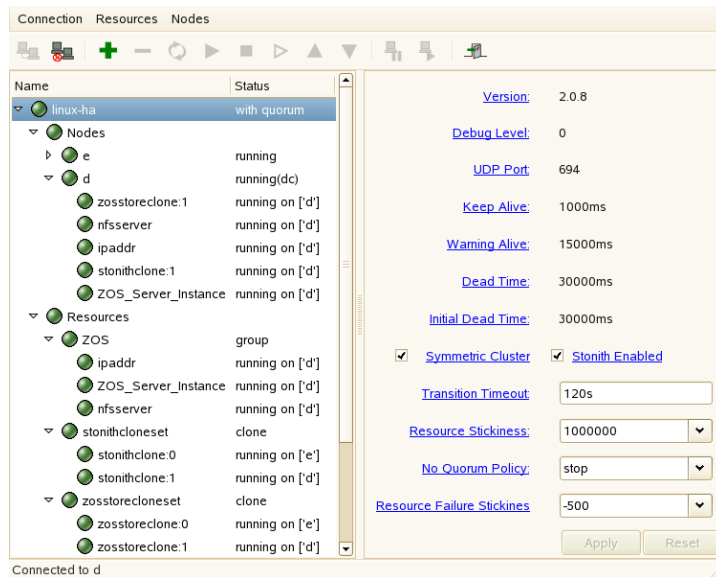 Connection Resources Nodes
Name Status
linux-ha with quorum
Nodes
e running
d running(dc)
zosstoreclone:1 running on ['d']
nfsserver running on ['d']
ipaddr running on ['d']
stonithclone:1 running on ['d']
ZOS_Server_Instance running on ['d']
Resources
ZOS group
ipaddr running on ['d']
ZOS_Server_Instance running on ['d']
nfsserver running on ['d']
stonithcloneset clone
stonithclone:0 running on ['e']
stonithclone:1 running on ['d']
zosstorecloneset clone
zosstoreclone:0 running on ['e']
zosstoreclone:1 running on ['d']
Version: 2.0.8
Debug Level: 0
UDP Port: 694
Keep Alive: 1000ms
Warning Alive: 15000ms
Dead Time: 30000ms
Initial Dead Time: 30000ms
Symmetric Cluster Stonith Enabled
Transition Timeout: 120s
Resource Stickiness: 1000000
No Quorum Policy: stop
Resource Failure Stickines -500
Apply Reset
Connected to d